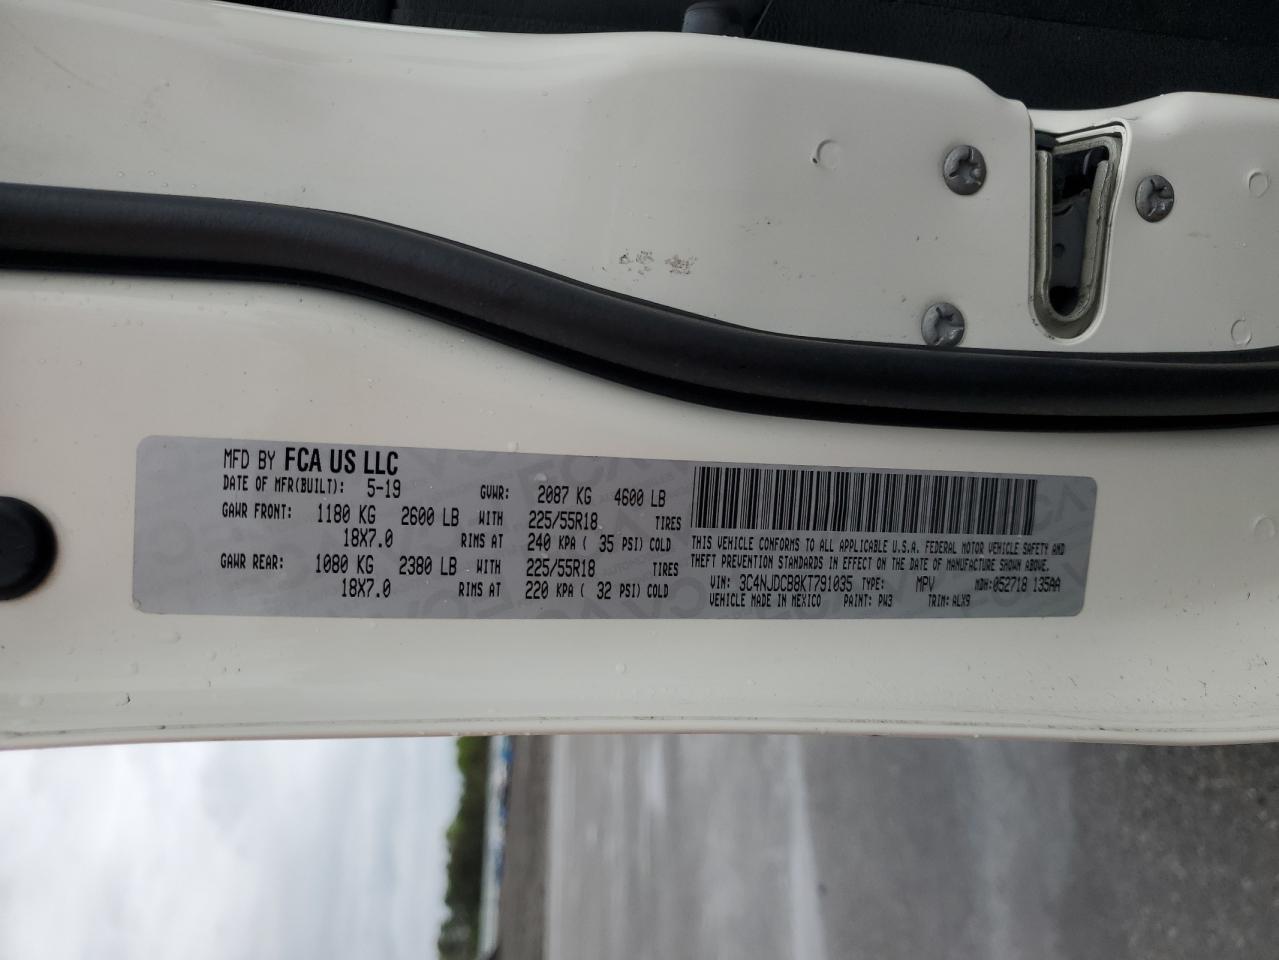 MFD BY FCA US LLC
DATE OF MFR(BUILT): 5-19 GVWR: 2087 KG 4600 LB
GAWR FRONT: 1180 KG 2600 LB WITH 225/55R18 TIRES
18X7.0 RIMS AT 240 KPA ( 35 PSI) COLD
GAWR REAR: 1080 KG 2380 LB WITH 225/55R18 TIRES
18X7.0 RIMS AT 220 KPA ( 32 PSI) COLD
THIS VEHICLE CONFORMS TO ALL APPLICABLE U.S.A. FEDERAL MOTOR VEHICLE SAFETY AND
THEFT PREVENTION STANDARDS IN EFFECT ON THE DATE OF MANUFACTURE SHOWN ABOVE.
VIN: 3C4NJDCB8KT791035 TYPE: MPV MDH:052718 135AA
VEHICLE MADE IN MEXICO PAINT: PW3 TRIM: ALX9